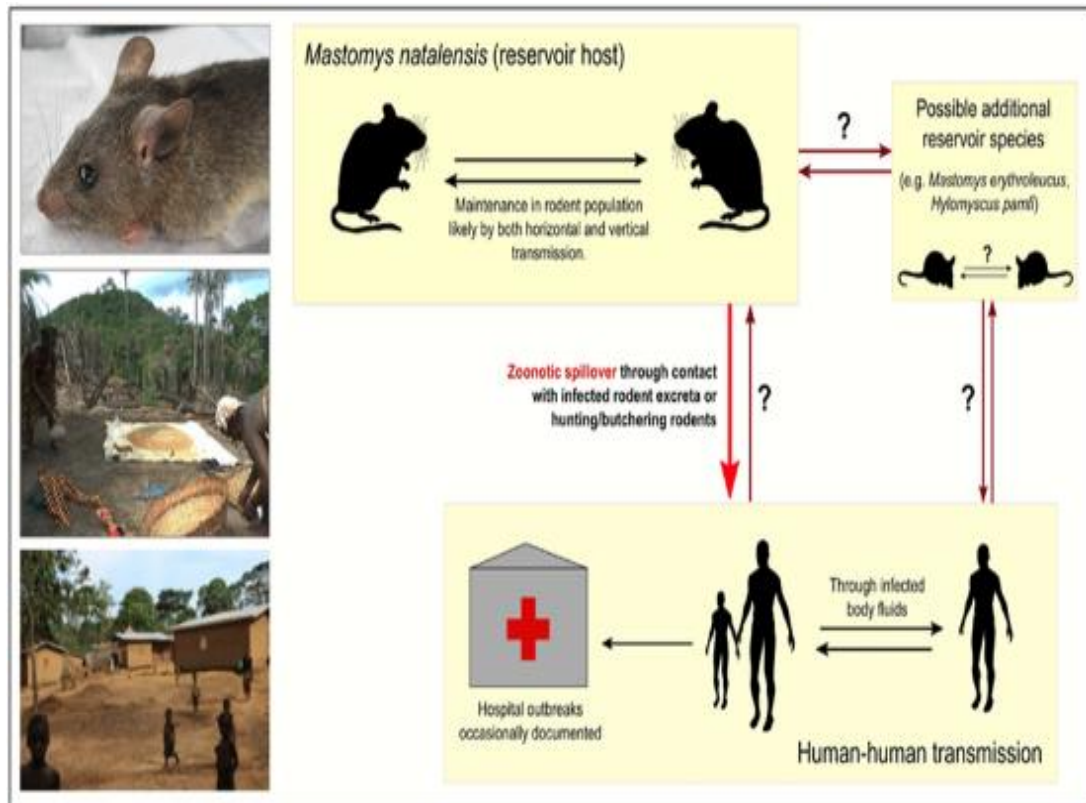 Mastomys natalensis (reservoir host)
Maintenance in rodent population
likely by both horizontal and vertical
transmission.
?
Possible additional
reservoir species
(e.g. Mastomys erythroleucus,
Hylomyscus pamfi)
?
Zoonotic spillover through contact
with infected rodent excreta or
hunting/butchering rodents
?
?
Through infected
body fluids
Hospital outbreaks
occasionally documented
Human-human transmission